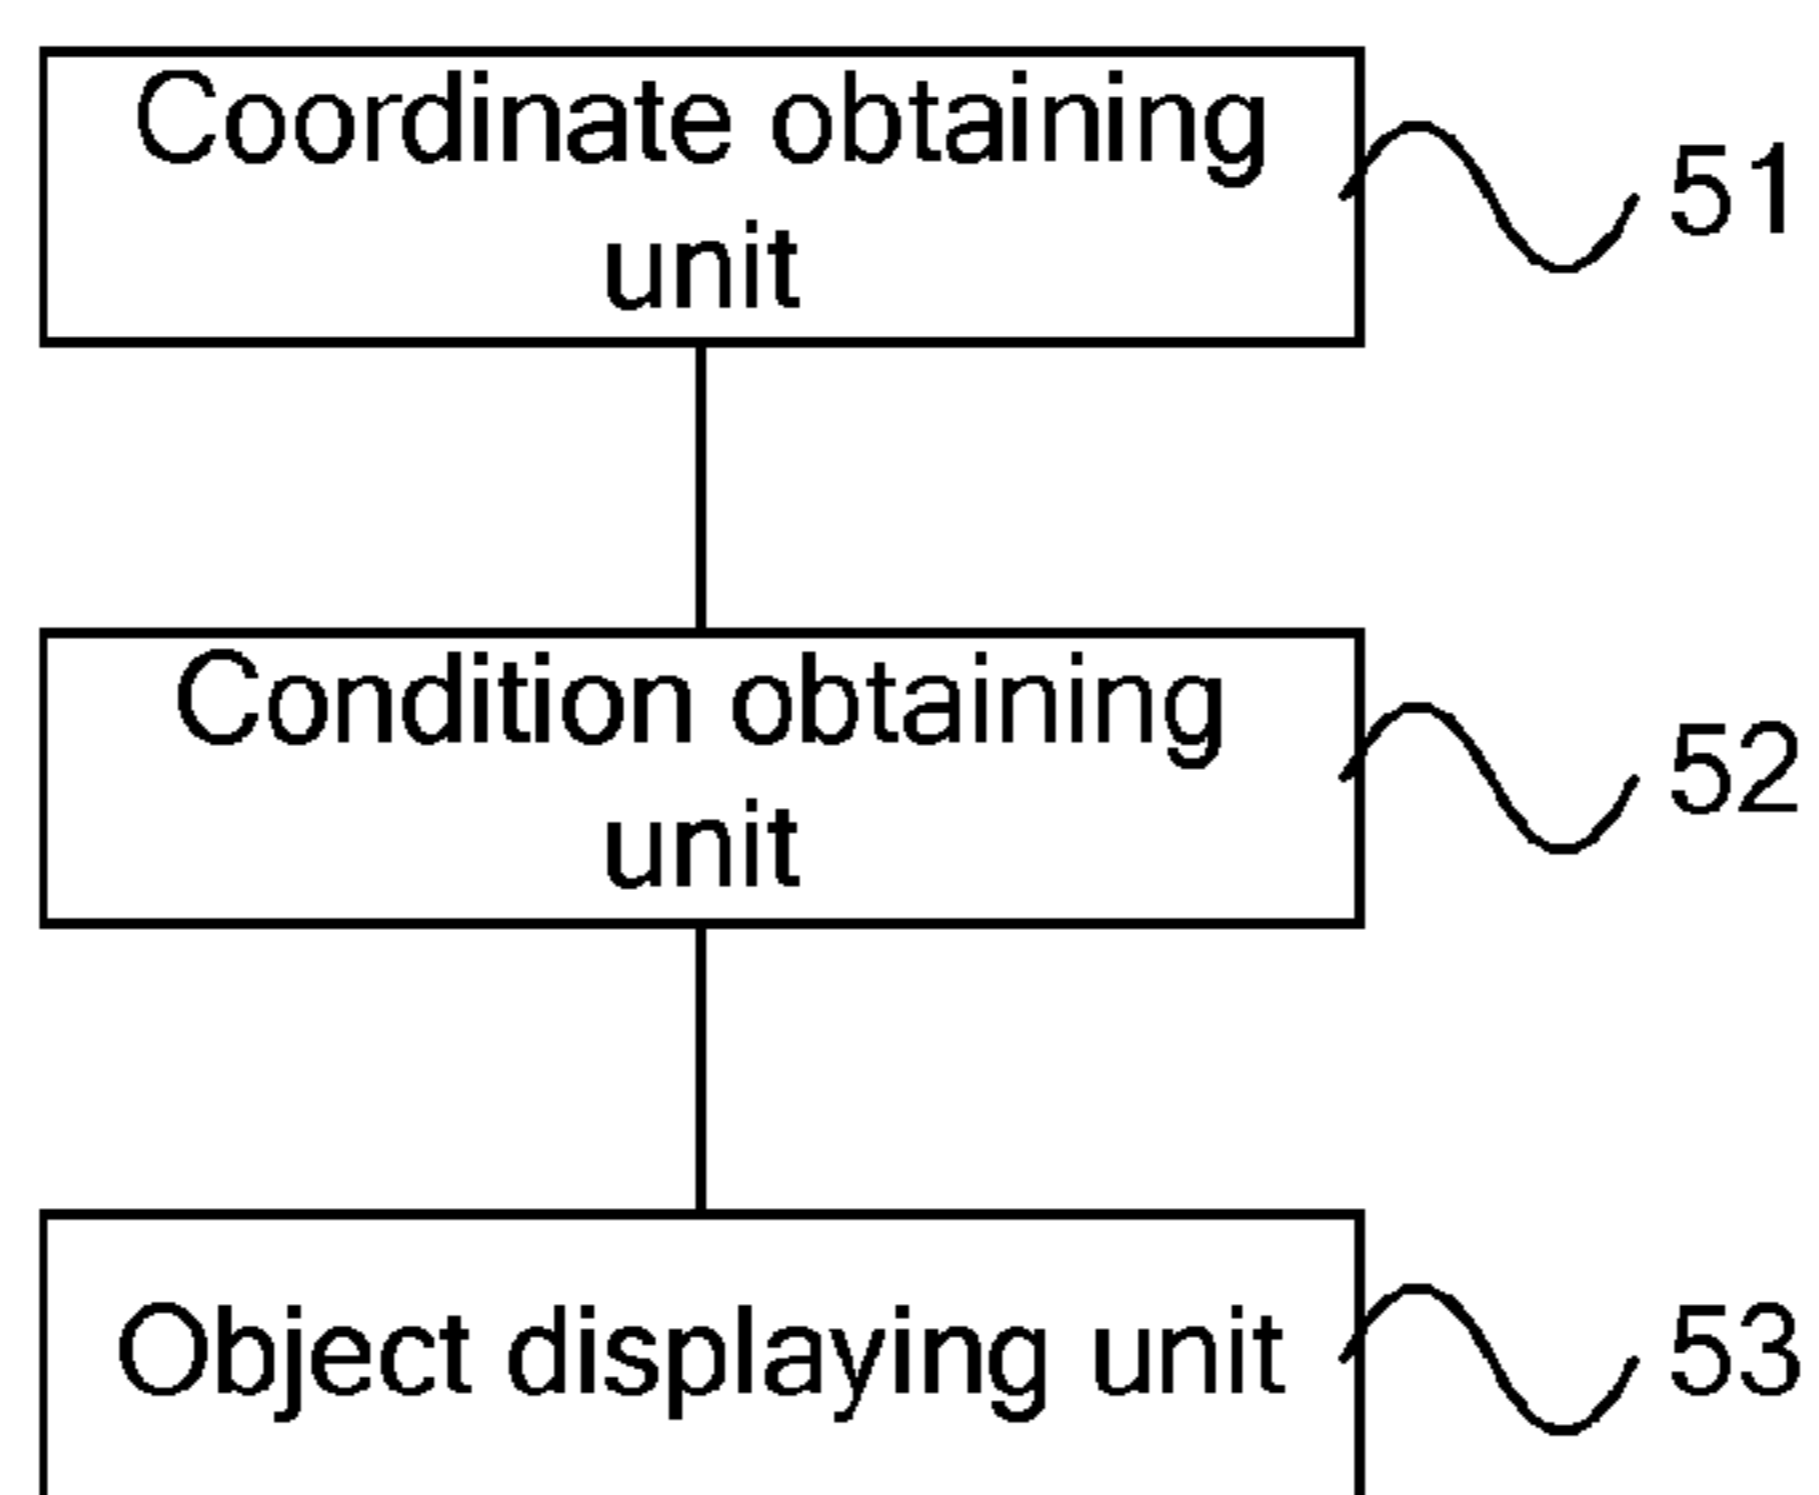 Coordinate obtaining
unit
51
Condition obtaining
unit
52
Object displaying unit
53